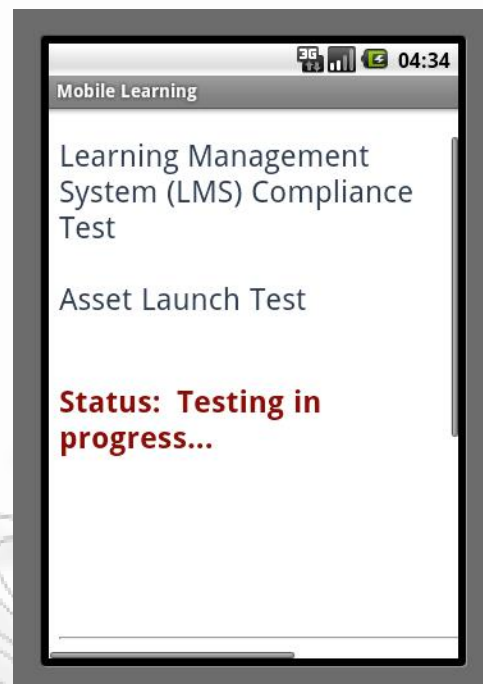 3G 04:34
Mobile Learning
Learning Management
System (LMS) Compliance
Test
Asset Launch Test
Status:  Testing in
progress...